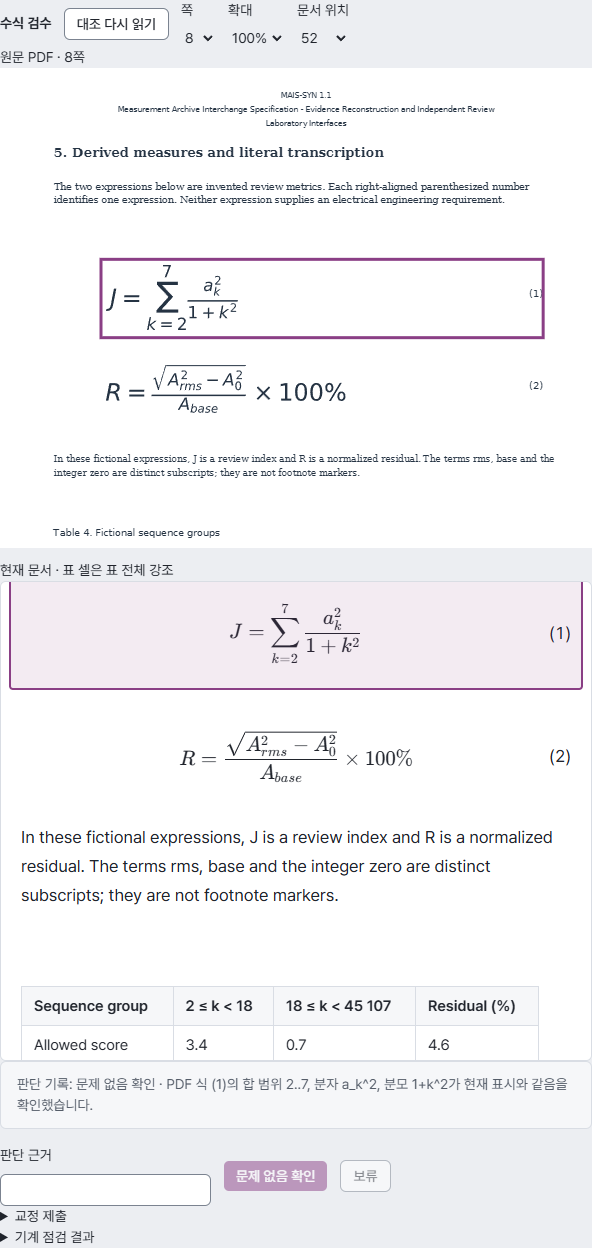 수식 검수
대조 다시 읽기
쪽
8
확대
100%
문서 위치
52
원문 PDF · 8쪽
MAIS-SYN 1.1
Measurement Archive Interchange Specification - Evidence Reconstruction and Independent Review
Laboratory Interfaces
5. Derived measures and literal transcription
The two expressions below are invented review metrics. Each right-aligned parenthesized number
identifies one expression. Neither expression supplies an electrical engineering requirement.
J = ∑_{k=2}^{7} a_k^2 / (1 + k^2) (1)
R = √(A_{rms}^2 − A_0^2) / A_{base} × 100% (2)
In these fictional expressions, J is a review index and R is a normalized residual. The terms rms, base and the
integer zero are distinct subscripts; they are not footnote markers.
Table 4. Fictional sequence groups
현재 문서 · 표 셀은 표 전체 강조
J = ∑_{k=2}^{7} a_k^2 / (1 + k^2) (1)
R = √(A_{rms}^2 − A_0^2) / A_{base} × 100% (2)
In these fictional expressions, J is a review index and R is a normalized
residual. The terms rms, base and the integer zero are distinct
subscripts; they are not footnote markers.
Sequence group 2 ≤ k < 18 18 ≤ k < 45 107 Residual (%)
Allowed score 3.4 0.7 4.6
판단 기록: 문제 없음 확인 · PDF 식 (1)의 합 범위 2..7, 분자 a_k^2, 분모 1+k^2가 현재 표시와 같음을
확인했습니다.
판단 근거
문제 없음 확인
보류
▶ 교정 제출
▶ 기계 점검 결과